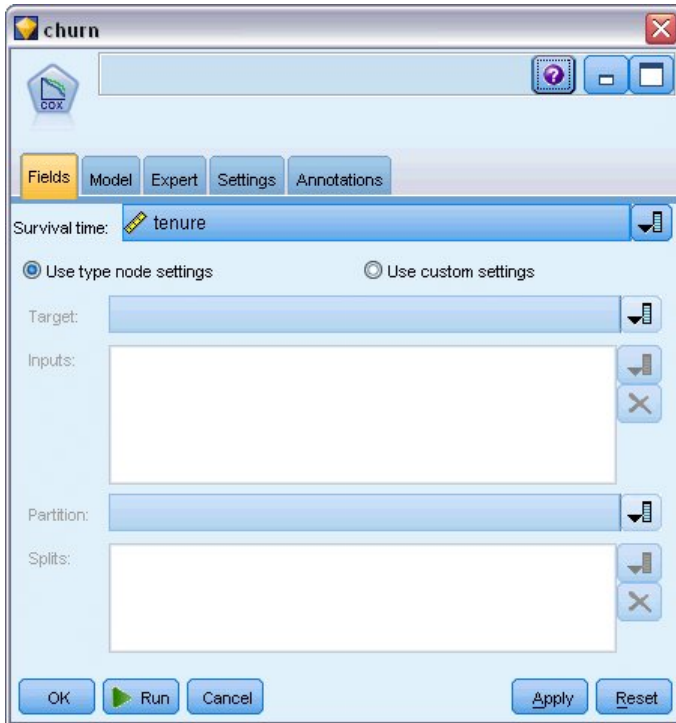 churn
COX
Fields Model Expert Settings Annotations
Survival time: tenure
Use type node settings Use custom settings
Target:
Inputs:
Partition:
Splits:
OK Run Cancel Apply Reset